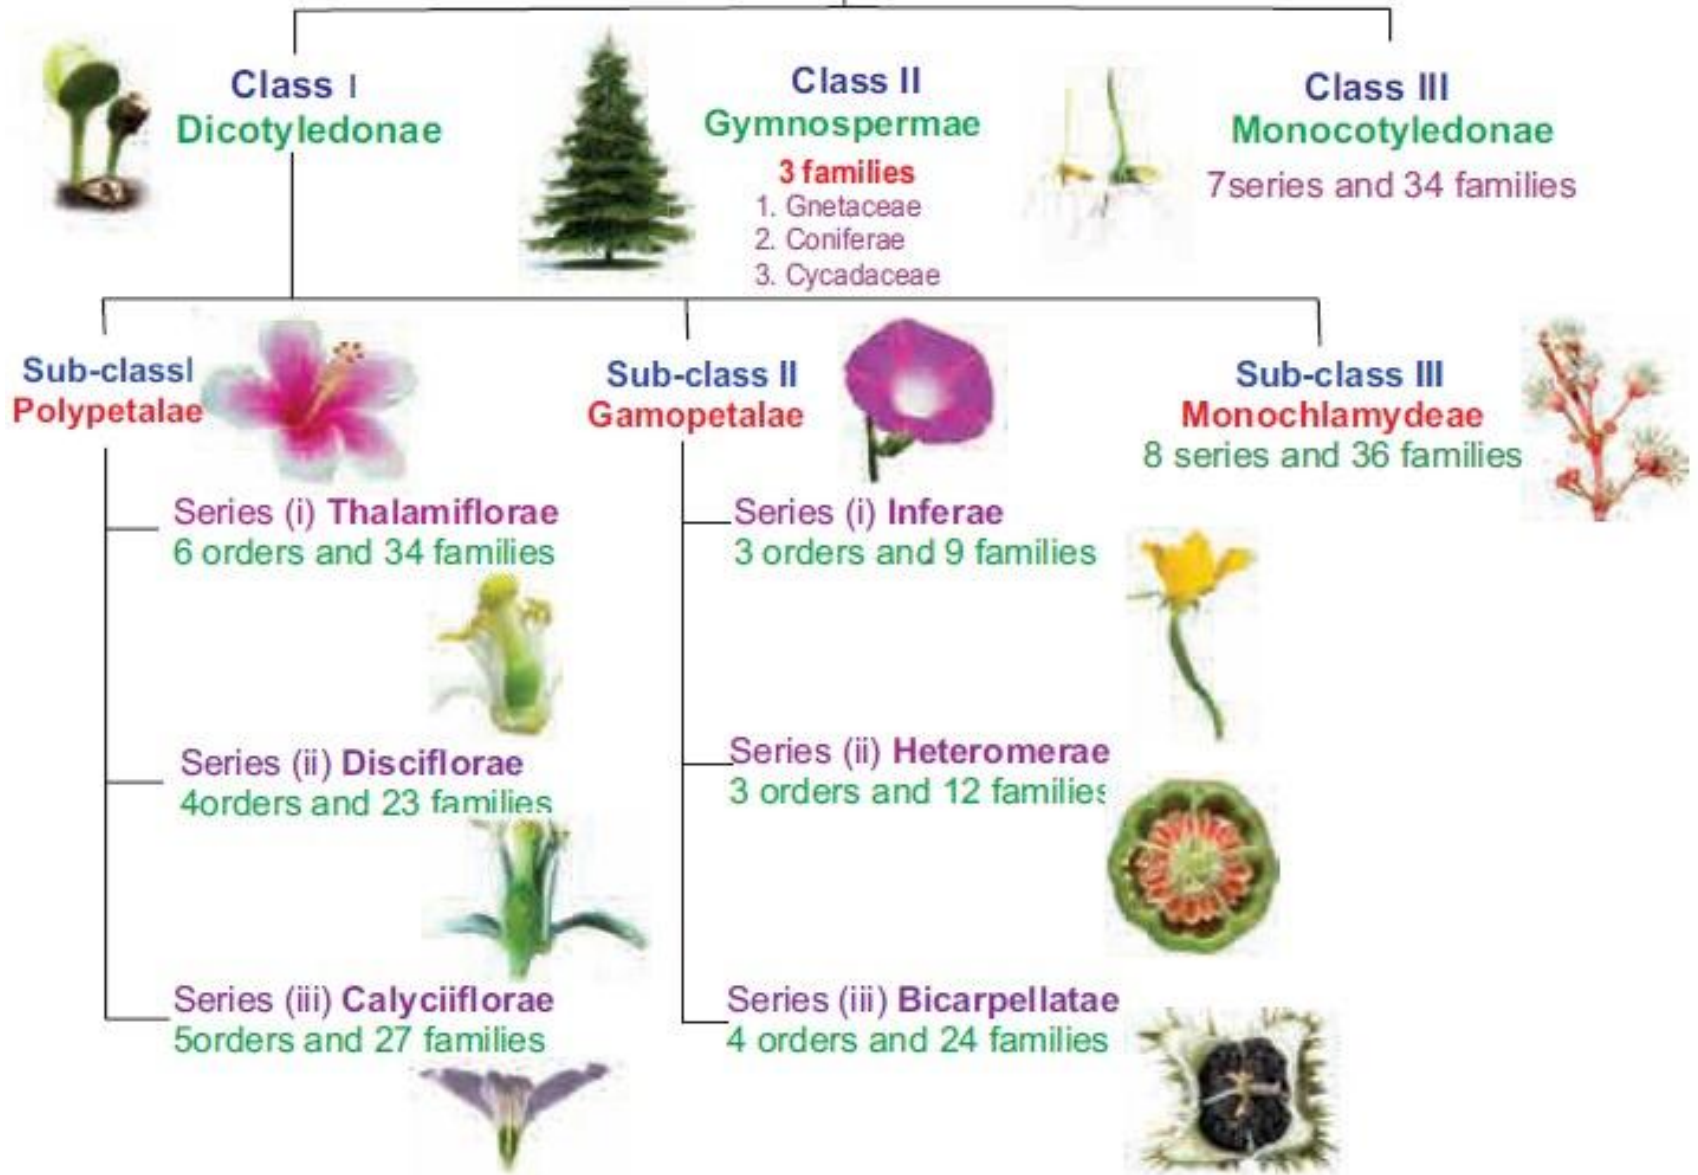 Class I
Dicotyledonae
Class II
Gymnospermae
3 families
1. Gnetaceae
2. Coniferae
3. Cycadaceae
Class III
Monocotyledonae
7series and 34 families
Sub-classI
Polypetalae
Sub-class II
Gamopetalae
Sub-class III
Monochlamydeae
8 series and 36 families
Series (i) Thalamiflorae
6 orders and 34 families
Series (i) Inferae
3 orders and 9 families
Series (ii) Disciflorae
4orders and 23 families
Series (ii) Heteromerae
3 orders and 12 families
Series (iii) Calyciiflorae
5orders and 27 families
Series (iii) Bicarpellatae
4 orders and 24 families